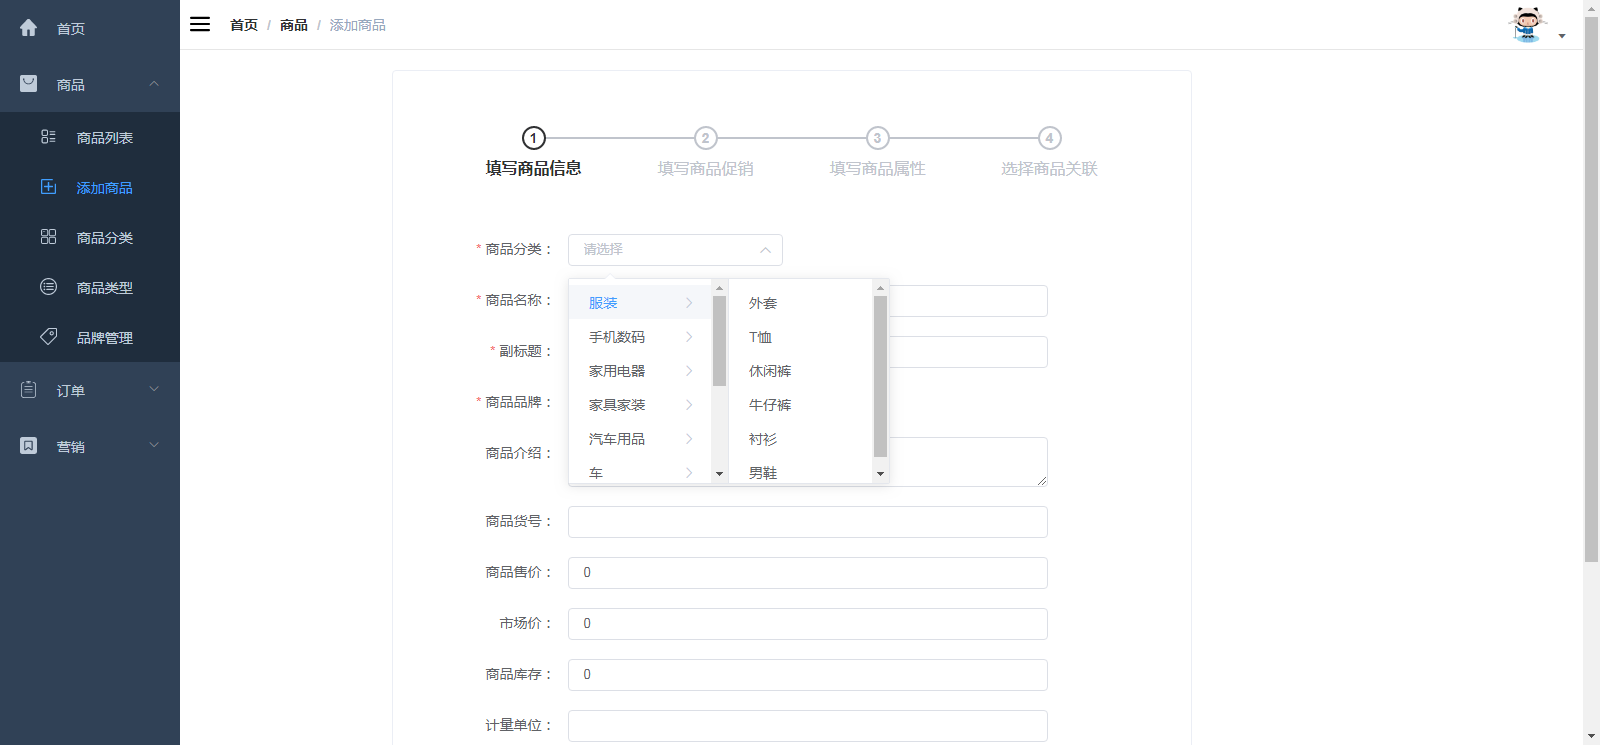 首页
商品
商品列表
添加商品
商品分类
商品类型
品牌管理
订单
营销
首页 / 商品 / 添加商品
1 2 3 4
填写商品信息 填写商品促销 填写商品属性 选择商品关联
* 商品分类： 请选择
* 商品名称：
* 副标题：
* 商品品牌：
商品介绍：
服装
手机数码
家用电器
家具家装
汽车用品
车
外套
T恤
休闲裤
牛仔裤
衬衫
男鞋
商品货号：
商品售价： 0
市场价： 0
商品库存： 0
计量单位：